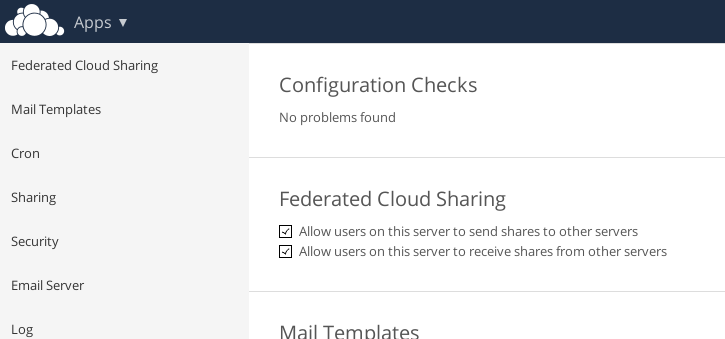 Apps ▼
Federated Cloud Sharing
Mail Templates
Cron
Sharing
Security
Email Server
Log
Configuration Checks
No problems found
Federated Cloud Sharing
Allow users on this server to send shares to other servers
Allow users on this server to receive shares from other servers
Mail Templates